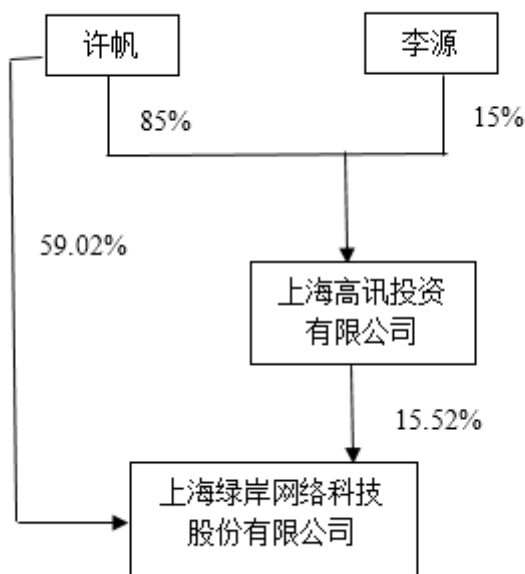 许帆
李源
85%
15%
59.02%
上海高讯投资
有限公司
15.52%
上海绿岸网络科技
股份有限公司